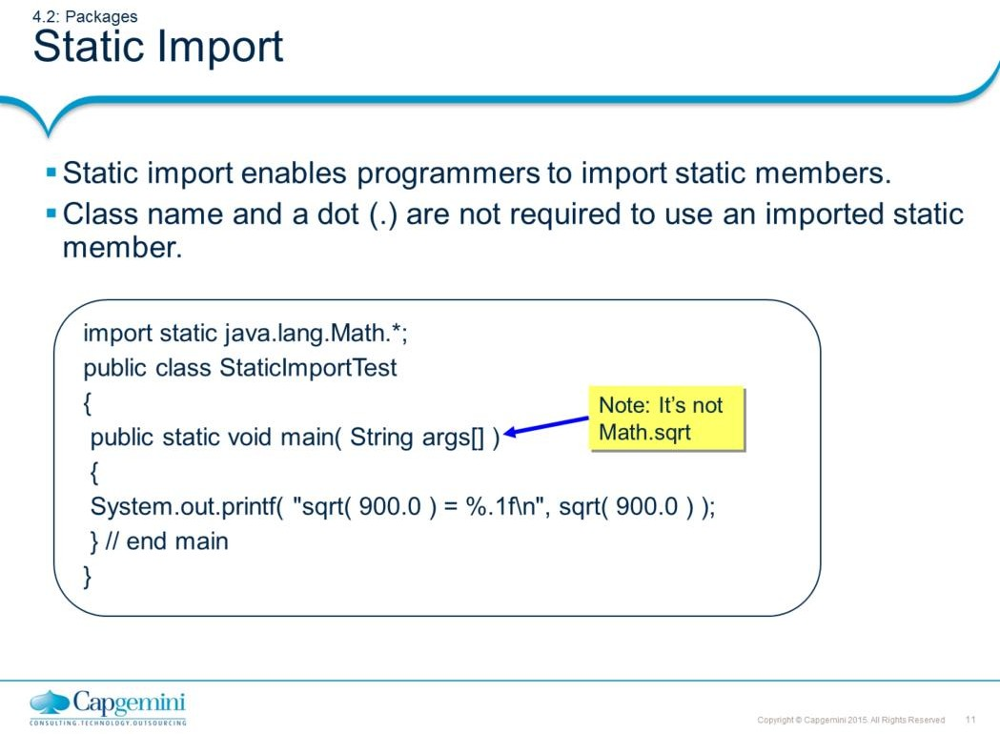 4.2: Packages
Static Import
Static import enables programmers to import static members.
Class name and a dot (.) are not required to use an imported static
member.
import static java.lang.Math.*;
public class StaticImportTest
{
public static void main( String args[] )
Note: It’s not
Math.sqrt
{
System.out.printf( "sqrt( 900.0 ) = %.1f\n", sqrt( 900.0 ) );
} // end main
}
Capgemini
CONSULTING.TECHNOLOGY.OUTSOURCING
Copyright © Capgemini 2015. All Rights Reserved 11